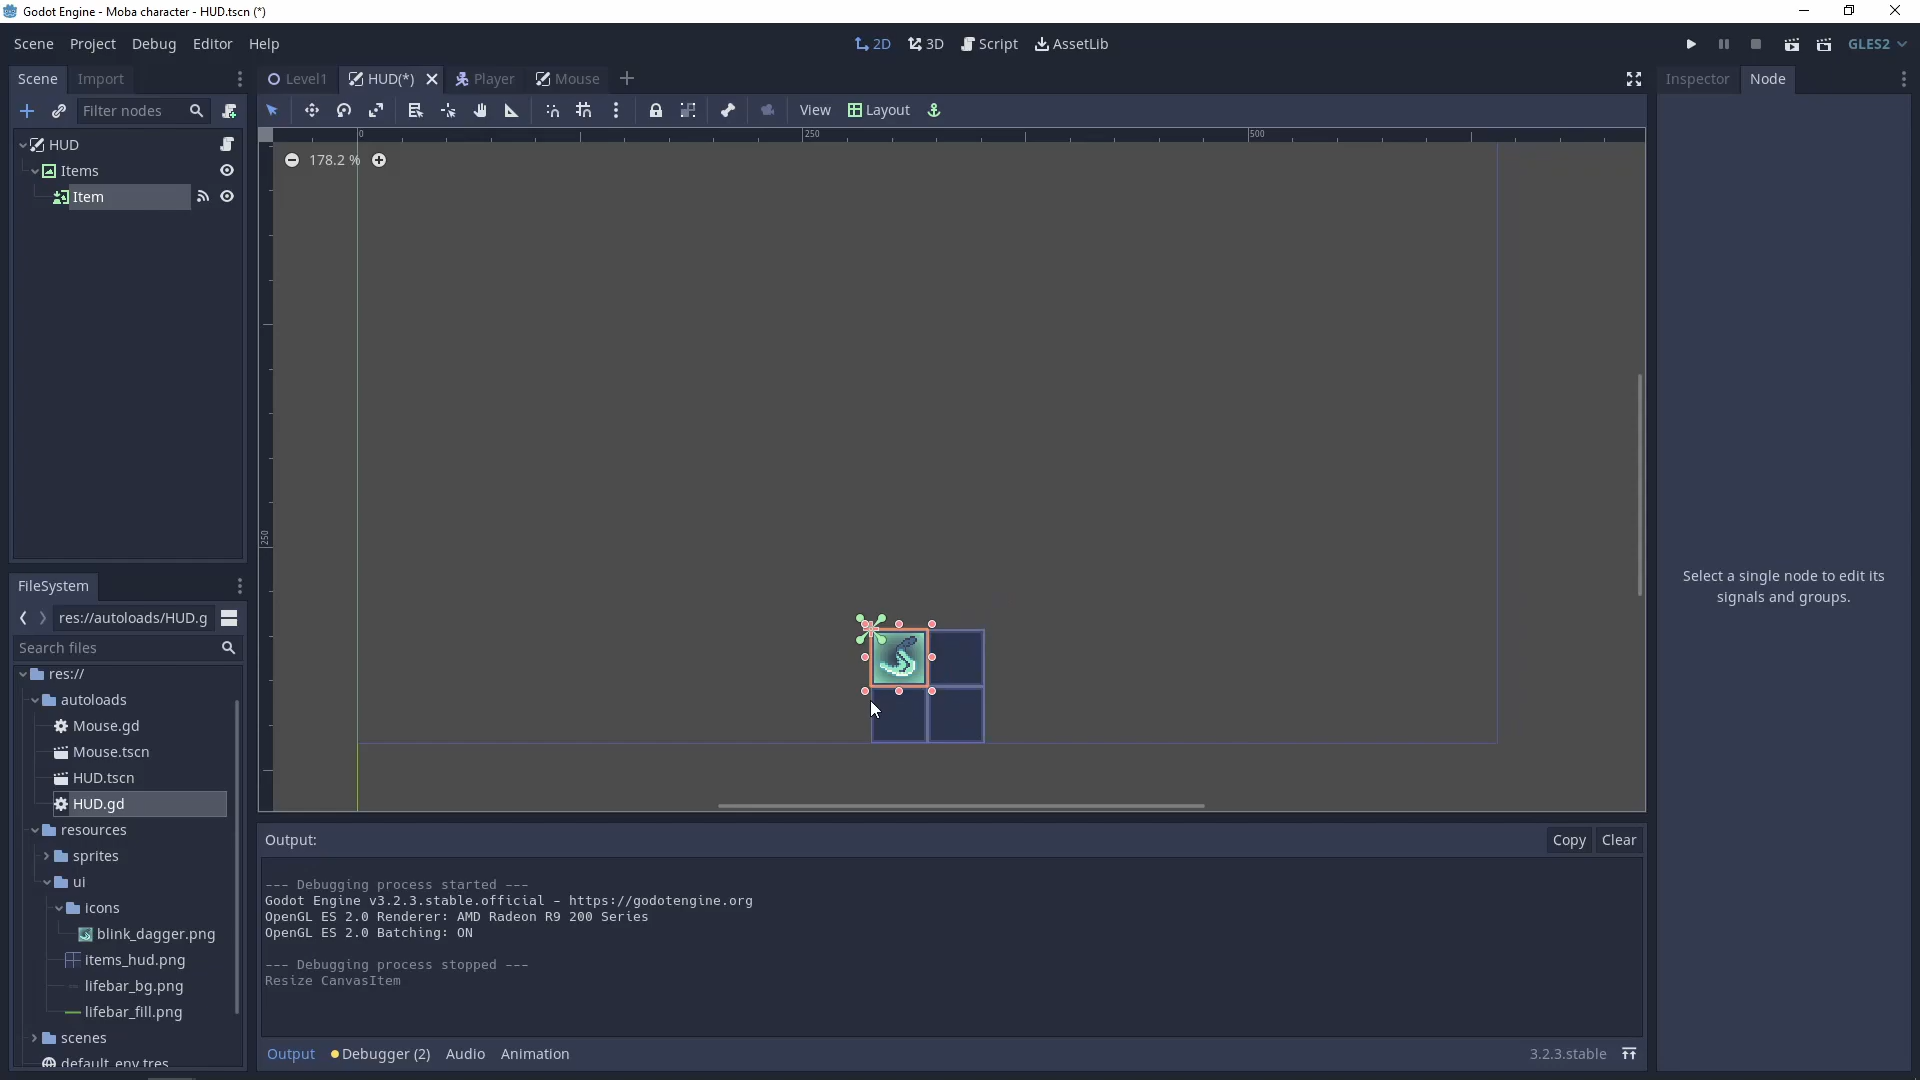 Godot Engine - Moba character - HUD.tscn (*)
Scene Project Debug Editor Help
2D 3D Script AssetLib
GLES2
Scene Import
Level1 HUD(*) Player Mouse
Inspector Node
Filter nodes
View Layout
0 250 500
178.2 %
HUD
Items
Item
250
Select a single node to edit its
signals and groups.
FileSystem
res://autoloads/HUD.g
Search files
res://
autoloads
Mouse.gd
Mouse.tscn
HUD.tscn
HUD.gd
resources
sprites
ui
icons
blink_dagger.png
items_hud.png
lifebar_bg.png
lifebar_fill.png
scenes
default_env.tres
Output:
Copy Clear
--- Debugging process started ---
Godot Engine v3.2.3.stable.official - https://godotengine.org
OpenGL ES 2.0 Renderer: AMD Radeon R9 200 Series
OpenGL ES 2.0 Batching: ON
--- Debugging process stopped ---
Resize CanvasItem
Output Debugger (2) Audio Animation
3.2.3.stable